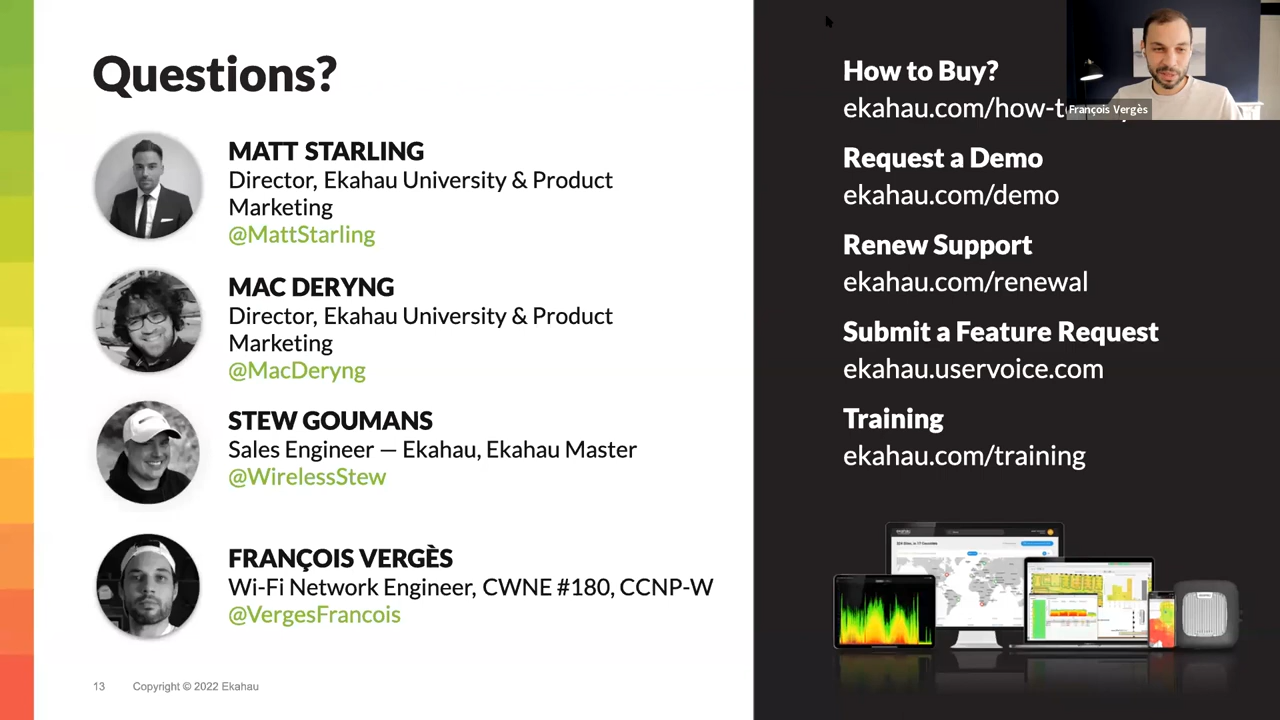 Questions?
MATT STARLING
Director, Ekahau University & Product
Marketing
@MattStarling
MAC DERYNG
Director, Ekahau University & Product
Marketing
@MacDeryng
STEW GOUMANS
Sales Engineer — Ekahau, Ekahau Master
@WirelessStew
FRANÇOIS VERGÈS
Wi-Fi Network Engineer, CWNE #180, CCNP-W
@VergesFrancois
13
Copyright © 2022 Ekahau
How to Buy?
ekahau.com/how-t
Request a Demo
ekahau.com/demo
Renew Support
ekahau.com/renewal
Submit a Feature Request
ekahau.uservoice.com
Training
ekahau.com/training
François Vergès